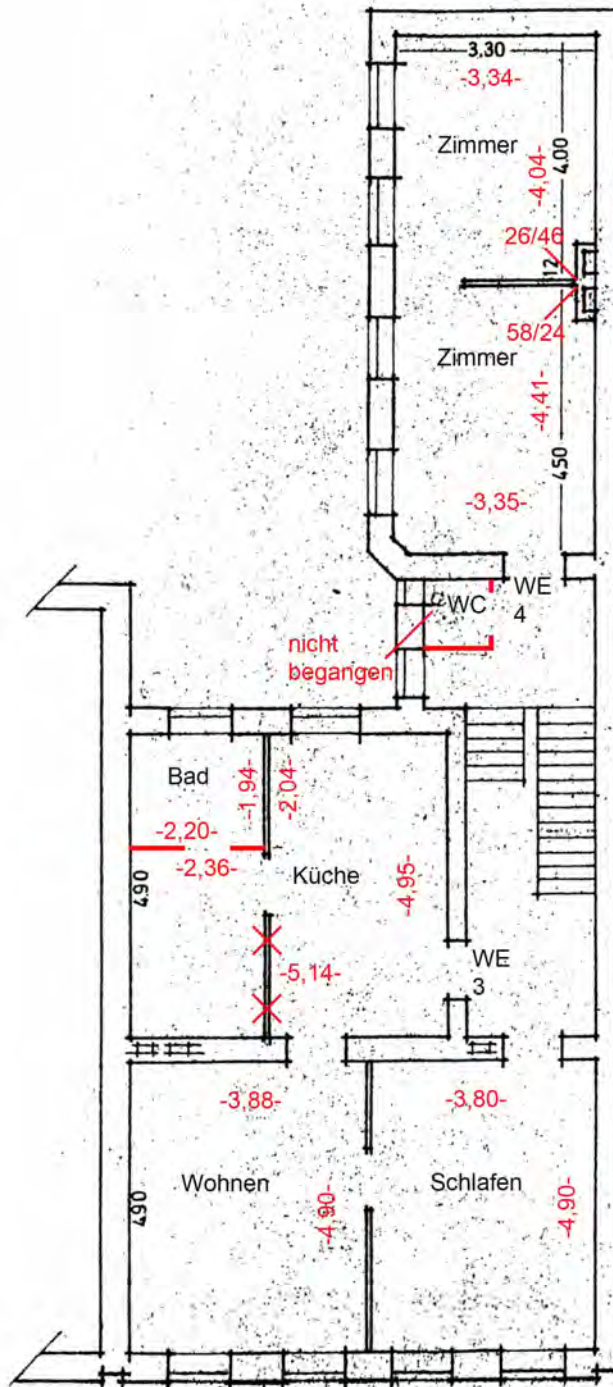 3,30
-3,34-
Zimmer
-4,04-
4,00
26/46
12
58/24
Zimmer
-4,41-
4,50
-3,35-
WC
WE
4
nicht
begangen
Bad
-1,94-
-2,04-
-2,20-
-2,36-
Küche
4,90
-4,95-
-5,14-
WE
3
-3,88-
-3,80-
Wohnen
Schlafen
4,90
-4,90-
-4,90-